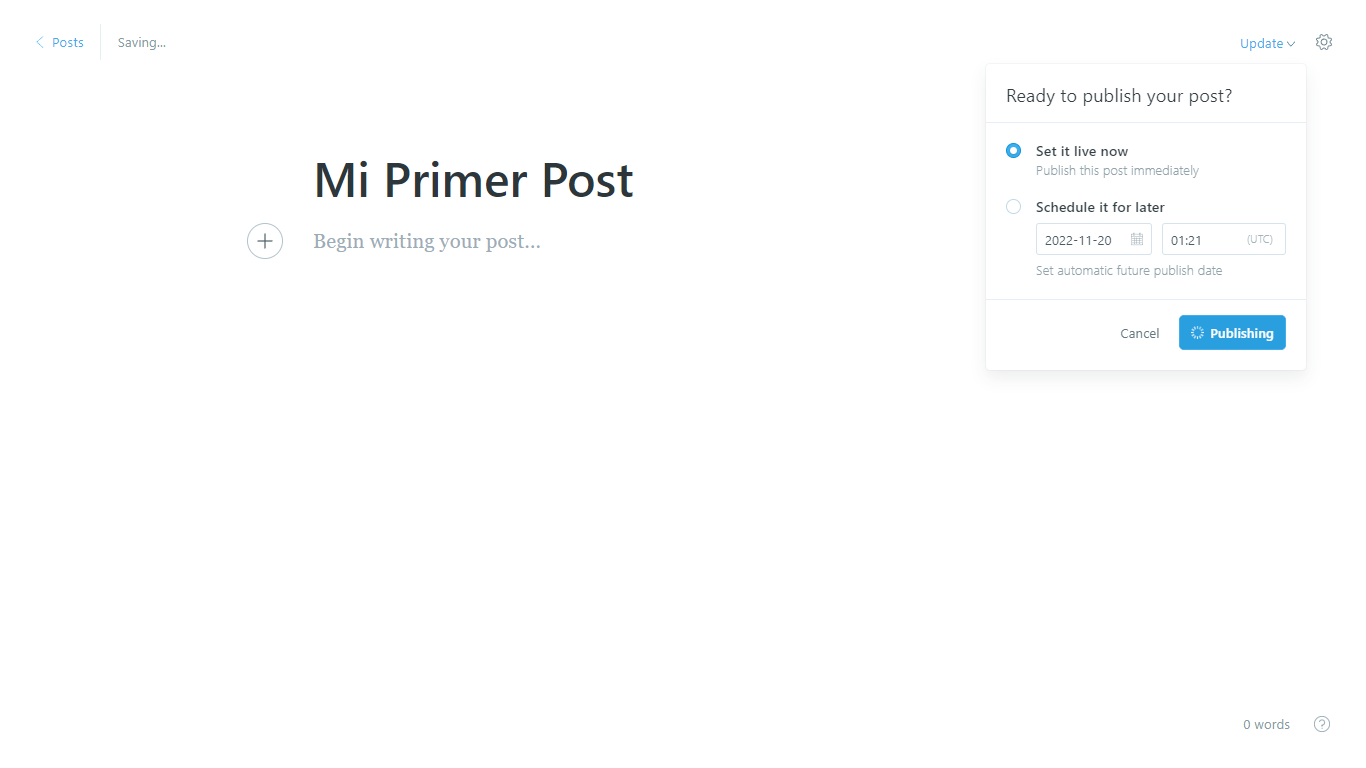 Posts
Saving...
Update
Ready to publish your post?
Set it live now
Publish this post immediately
Mi Primer Post
Schedule it for later
Begin writing your post...
2022-11-20
01:21
(UTC)
Set automatic future publish date
Cancel
Publishing
0 words
?